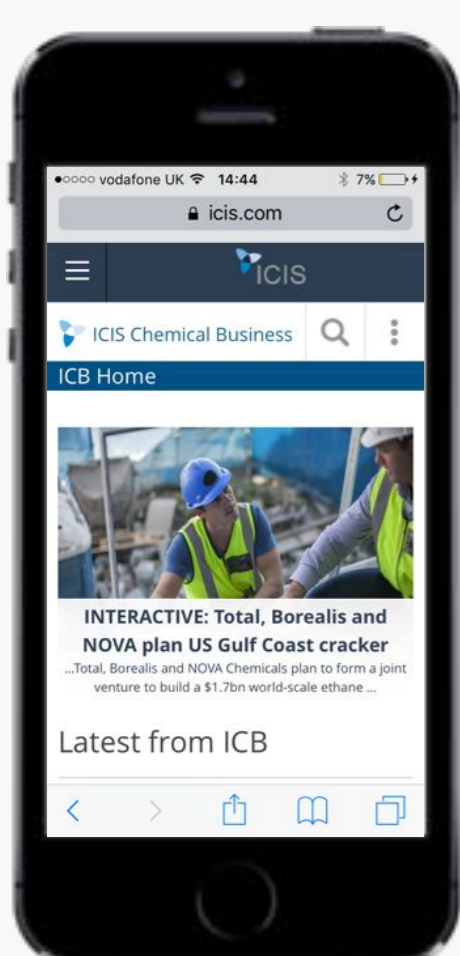 vodafone UK 14:44 7%
icis.com
ICIS
ICIS Chemical Business
ICB Home
INTERACTIVE: Total, Borealis and
NOVA plan US Gulf Coast cracker
...Total, Borealis and NOVA Chemicals plan to form a joint
venture to build a $1.7bn world-scale ethane ...
Latest from ICB